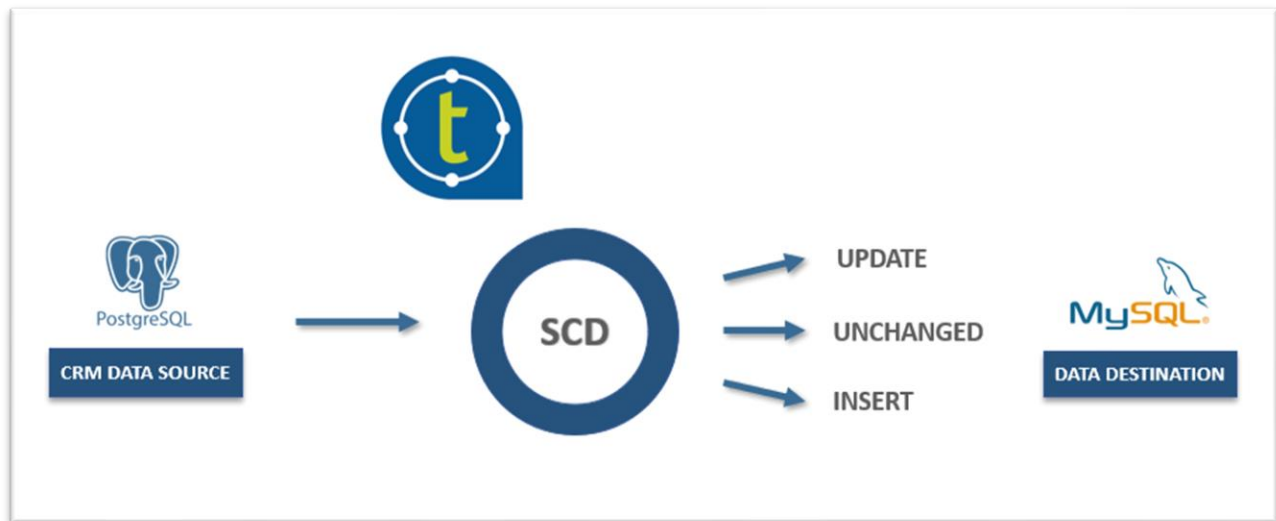 t
PostgreSQL
CRM DATA SOURCE
SCD
UPDATE
UNCHANGED
INSERT
MySQL®
DATA DESTINATION